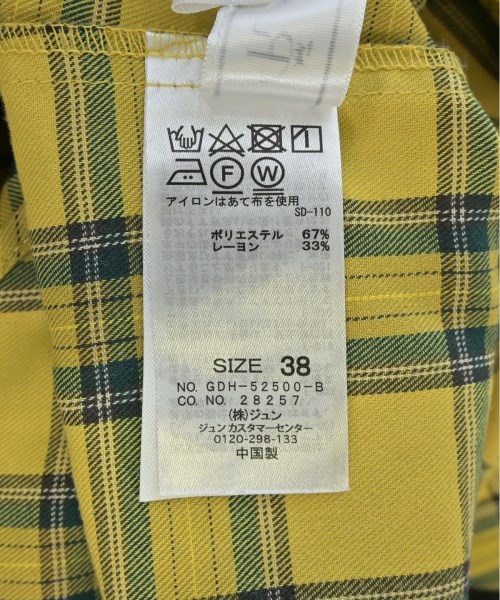 F W
アイロンはあて布を使用
SD-110
ポリエステル 67%
レーヨン 33%
SIZE 38
NO. GDH-52500-B
CO. NO. 28257
(株)ジュン
ジュン カスタマーセンター
0120-298-133
中国製